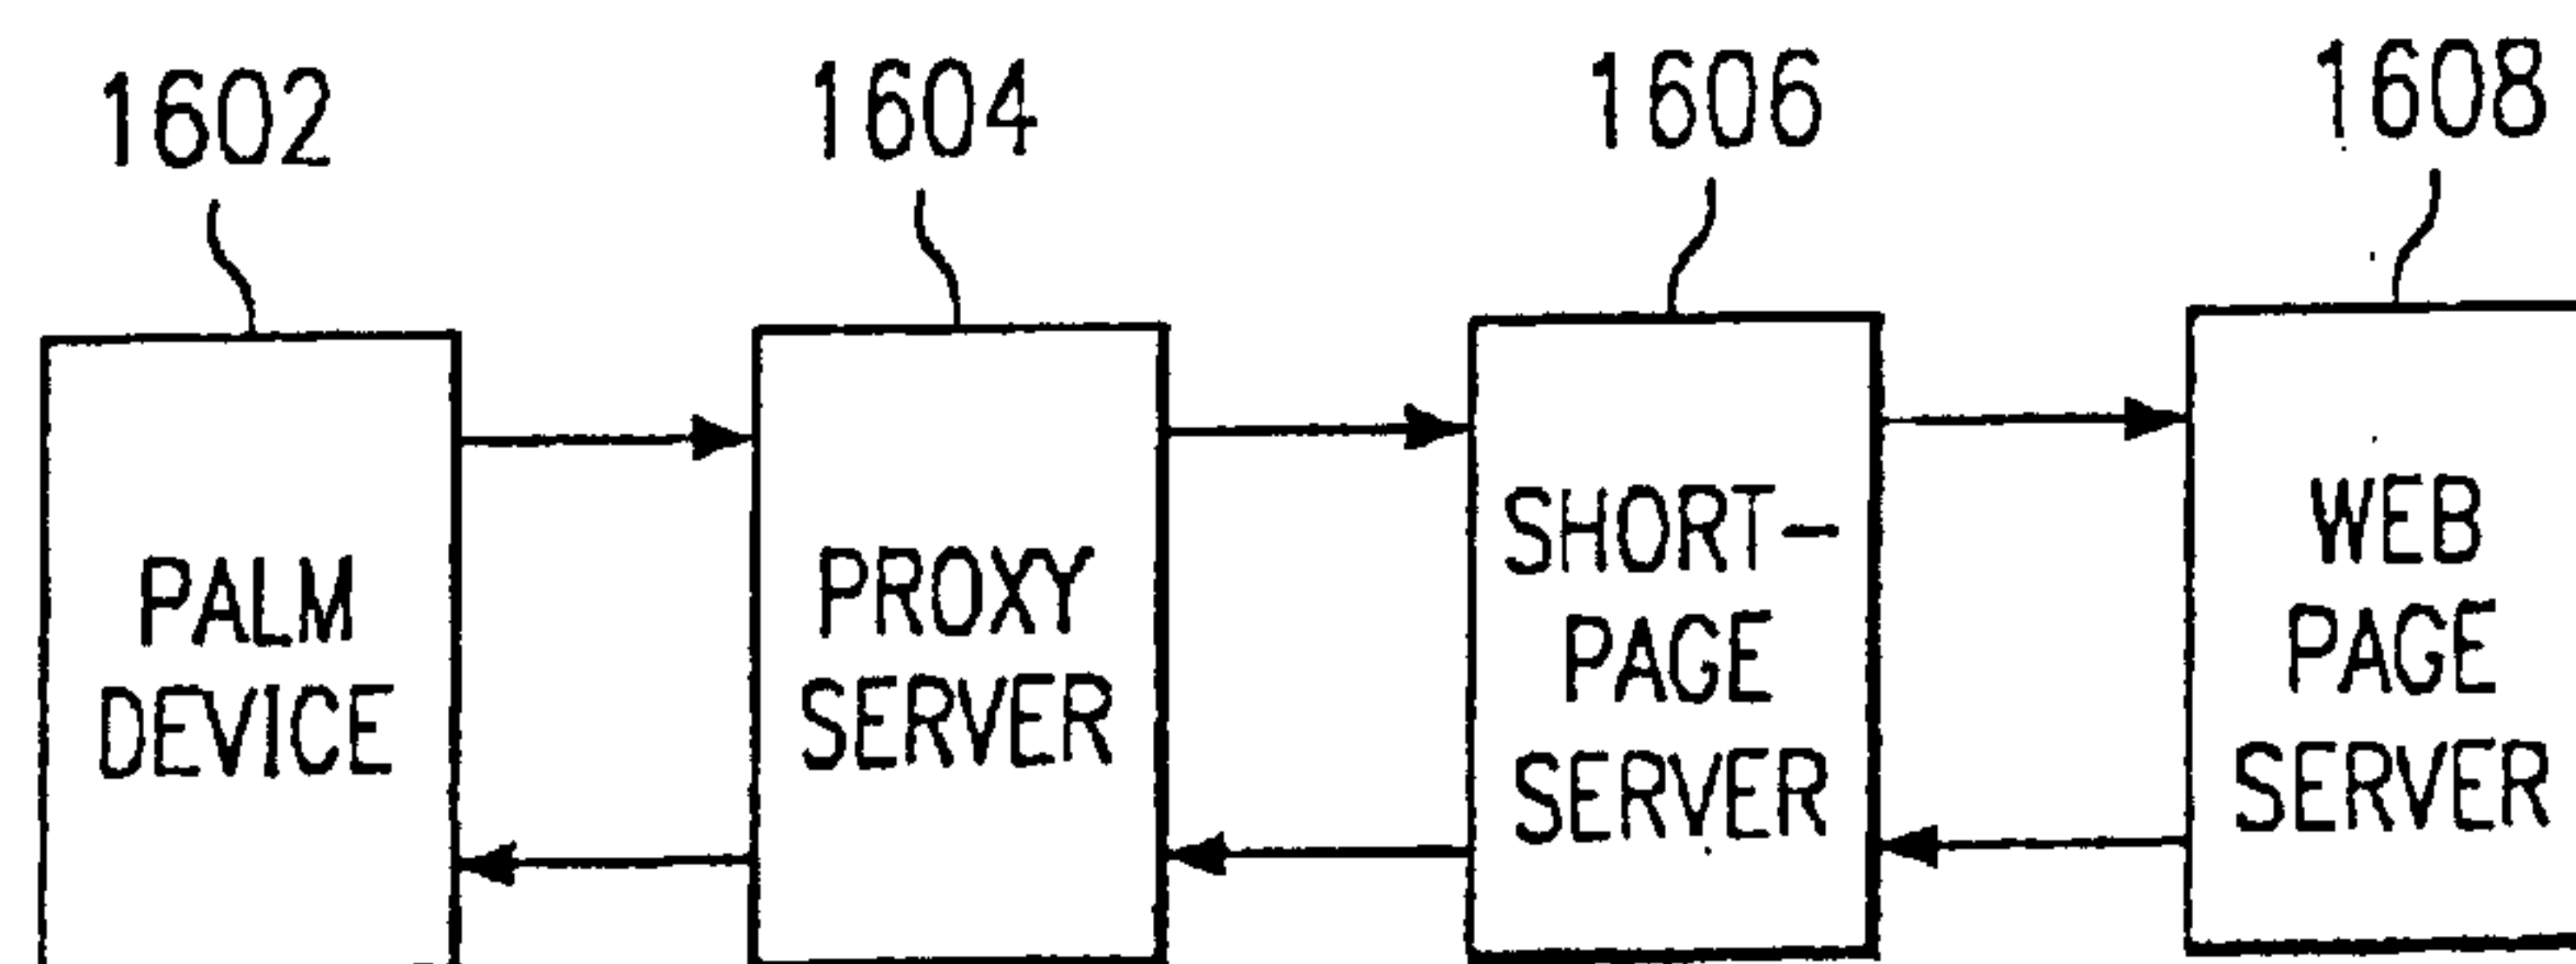 1602
1604
1606
1608
PALM
DEVICE
PROXY
SERVER
SHORT-
PAGE
SERVER
WEB
PAGE
SERVER